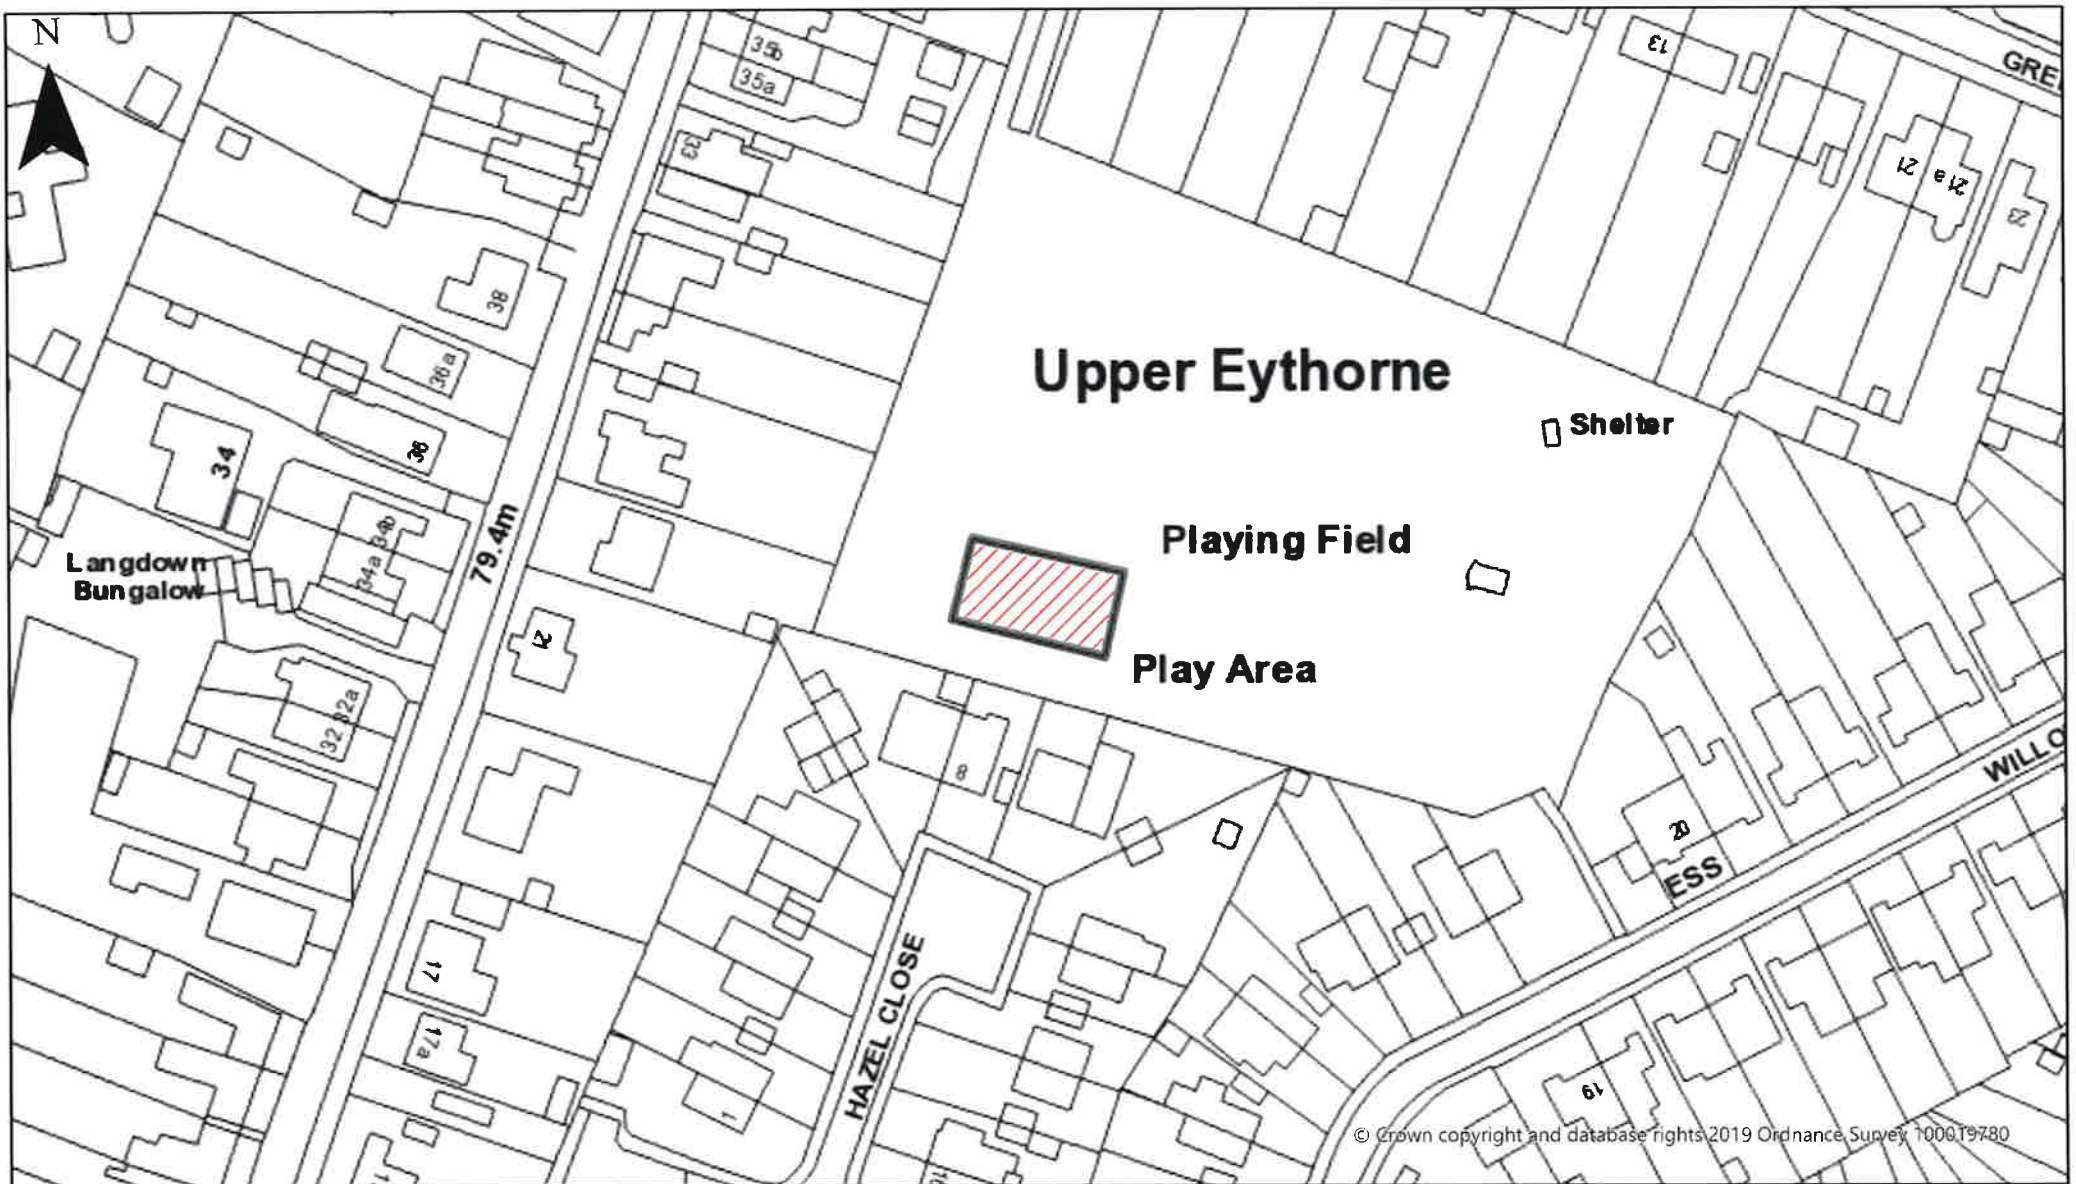 N
35b
35a
13
GRE
33
21
21a
23
38
36a
Upper Eythorne
36
Shelter
34
34b
34a
79.4m
Playing Field
Langdown
Bungalow
21
Play Area
32 32a
8
WILLO
20
ESS
17
HAZEL CLOSE
17a
1
19
© Crown copyright and database rights 2019 Ordnance Survey 100019780